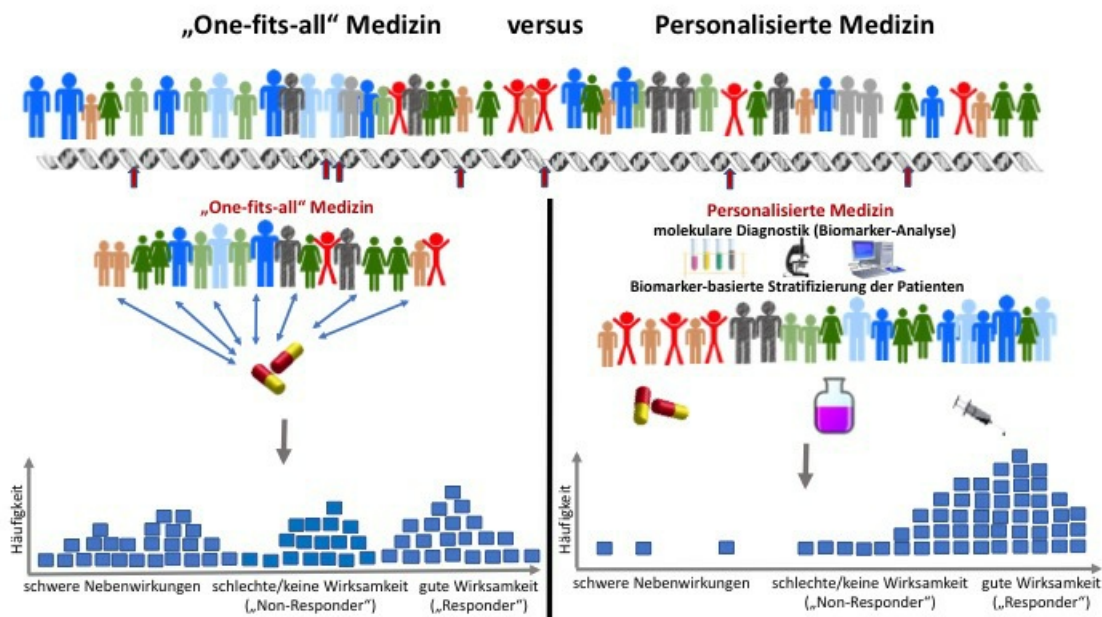 „One-fits-all“ Medizin versus Personalisierte Medizin
„One-fits-all“ Medizin
Häufigkeit
schwere Nebenwirkungen
schlechte/keine Wirksamkeit
(„Non-Responder“)
gute Wirksamkeit
(„Responder“)
Personalisierte Medizin
molekulare Diagnostik (Biomarker-Analyse)
Biomarker-basierte Stratifizierung der Patienten
Häufigkeit
schwere Nebenwirkungen
schlechte/keine Wirksamkeit
(„Non-Responder“)
gute Wirksamkeit
(„Responder“)